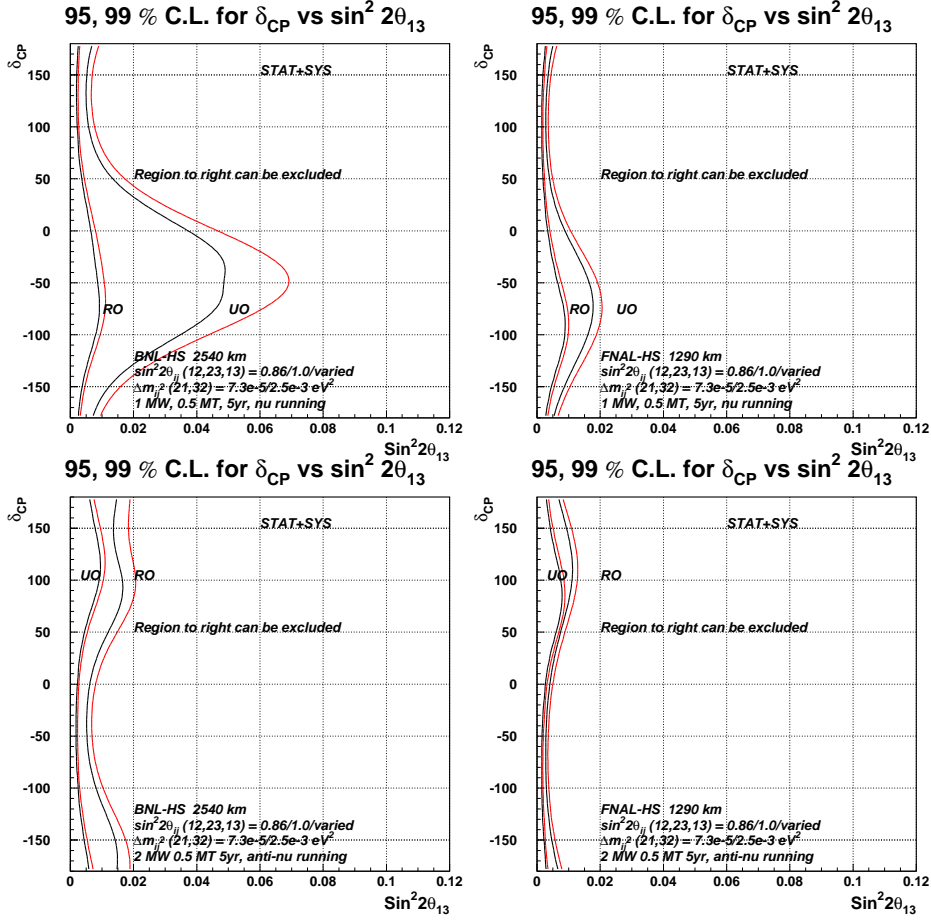 95, 99 % C.L. for δCP vs sin² 2θ13
δCP
150
100
50
0
-50
-100
-150
STAT+SYS
Region to right can be excluded
RO
UO
BNL-HS 2540 km
sin²2θij (12,23,13) = 0.86/1.0/varied
Δmij² (21,32) = 7.3e-5/2.5e-3 eV²
1 MW, 0.5 MT, 5yr, nu running
0 0.02 0.04 0.06 0.08 0.1 0.12
Sin²2θ13
95, 99 % C.L. for δCP vs sin² 2θ13
δCP
150
100
50
0
-50
-100
-150
STAT+SYS
Region to right can be excluded
RO
UO
FNAL-HS 1290 km
sin²2θij (12,23,13) = 0.86/1.0/varied
Δmij² (21,32) = 7.3e-5/2.5e-3 eV²
1 MW, 0.5 MT, 5yr, nu running
0 0.02 0.04 0.06 0.08 0.1 0.12
Sin²2θ13
95, 99 % C.L. for δCP vs sin² 2θ13
δCP
150
100
50
0
-50
-100
-150
STAT+SYS
UO
RO
Region to right can be excluded
BNL-HS 2540 km
sin²2θij (12,23,13) = 0.86/1.0/varied
Δmij² (21,32) = 7.3e-5/2.5e-3 eV²
2 MW 0.5 MT 5yr, anti-nu running
0 0.02 0.04 0.06 0.08 0.1 0.12
Sin²2θ13
95, 99 % C.L. for δCP vs sin² 2θ13
δCP
150
100
50
0
-50
-100
-150
STAT+SYS
UO
RO
Region to right can be excluded
FNAL-HS 1290 km
sin²2θij (12,23,13) = 0.86/1.0/varied
Δmij² (21,32) = 7.3e-5/2.5e-3 eV²
2 MW 0.5 MT 5yr, anti-nu running
0 0.02 0.04 0.06 0.08 0.1 0.12
Sin²2θ13